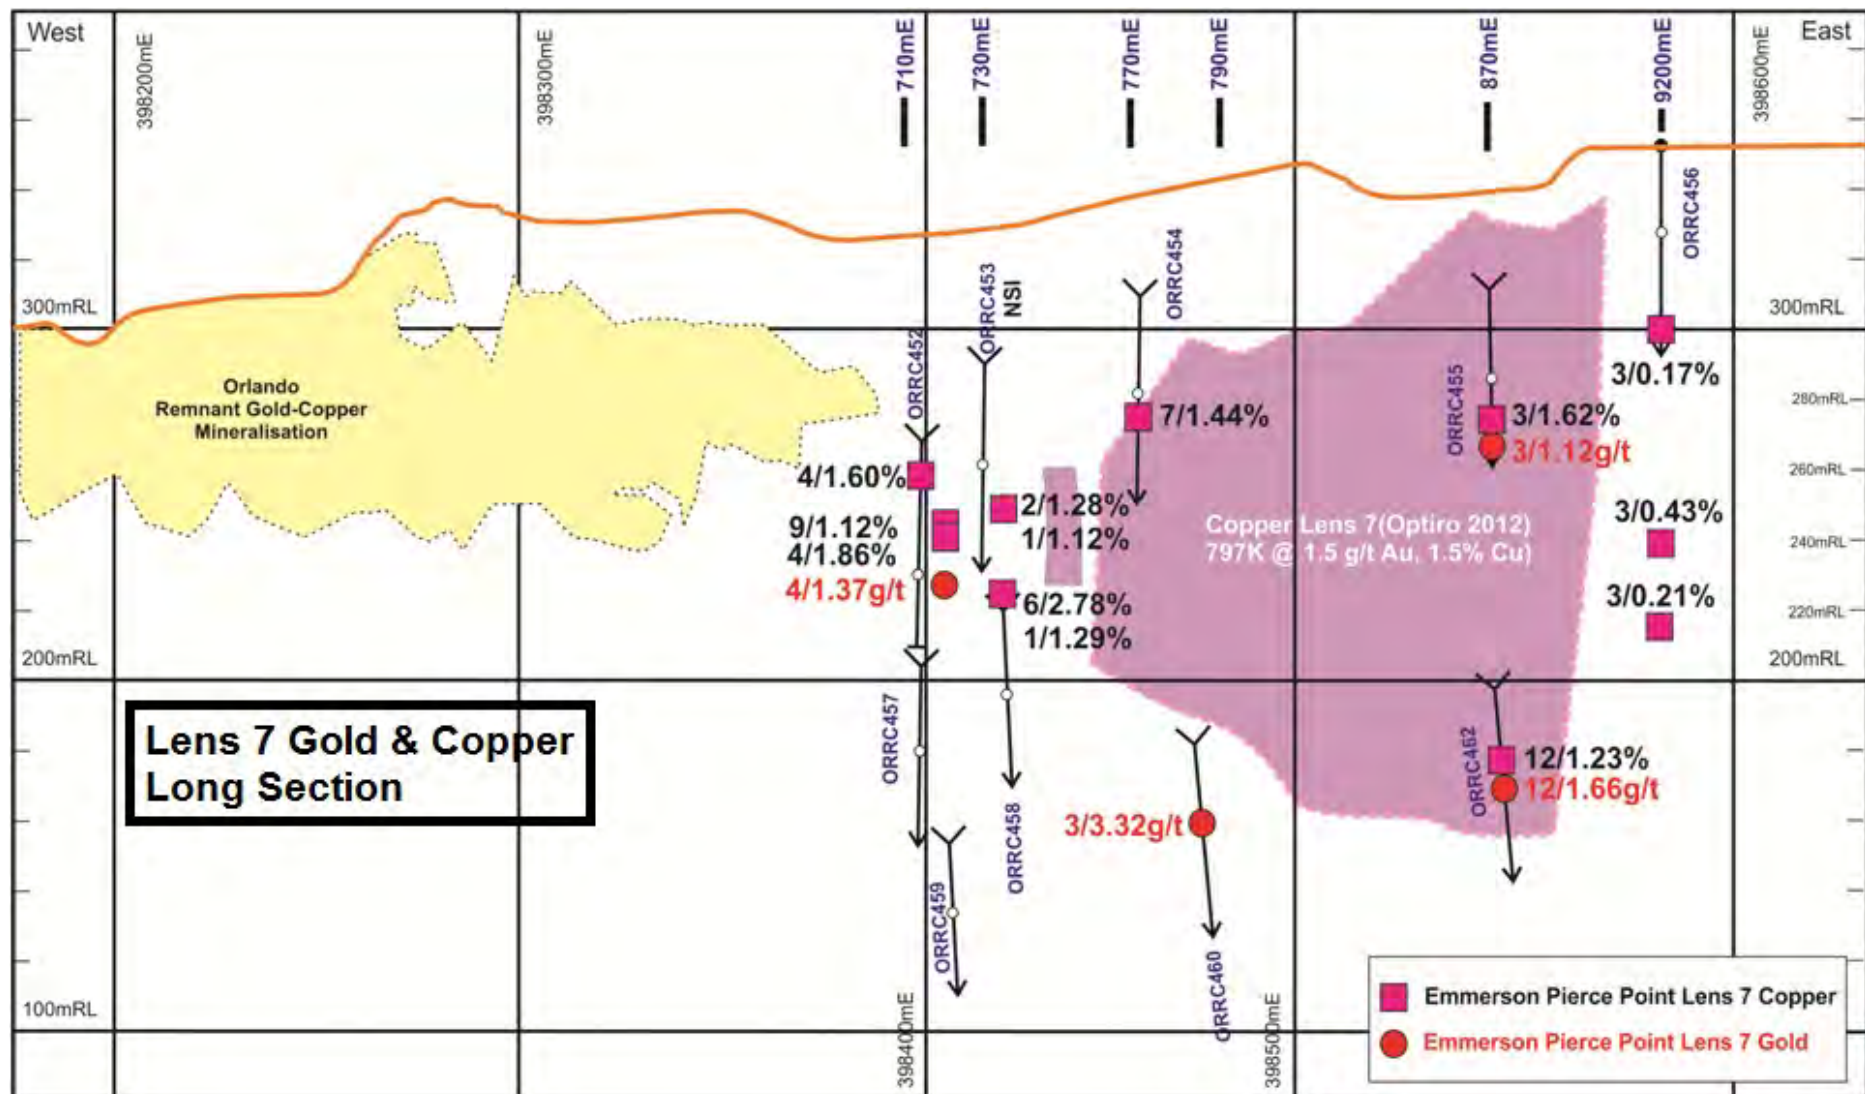 West
398200mE
398300mE
710mE
730mE
770mE
790mE
870mE
9200mE
398600mE
East
ORRC456
ORRC454
ORRC453
NSI
300mRL
300mRL
ORRC452
ORRC455
3/0.17%
Orlando
Remnant Gold-Copper
Mineralisation
280mRL
7/1.44%
3/1.62%
3/1.12g/t
260mRL
4/1.60%
2/1.28%
1/1.12%
3/0.43%
9/1.12%
4/1.86%
4/1.37g/t
Copper Lens 7(Optiro 2012)
797K @ 1.5 g/t Au, 1.5% Cu)
240mRL
6/2.78%
1/1.29%
3/0.21%
220mRL
200mRL
200mRL
Lens 7 Gold & Copper
Long Section
ORRC457
ORRC462
12/1.23%
12/1.66g/t
3/3.32g/t
ORRC458
ORRC459
ORRC460
100mRL
398400mE
398500mE
Emmerson Pierce Point Lens 7 Copper
Emmerson Pierce Point Lens 7 Gold